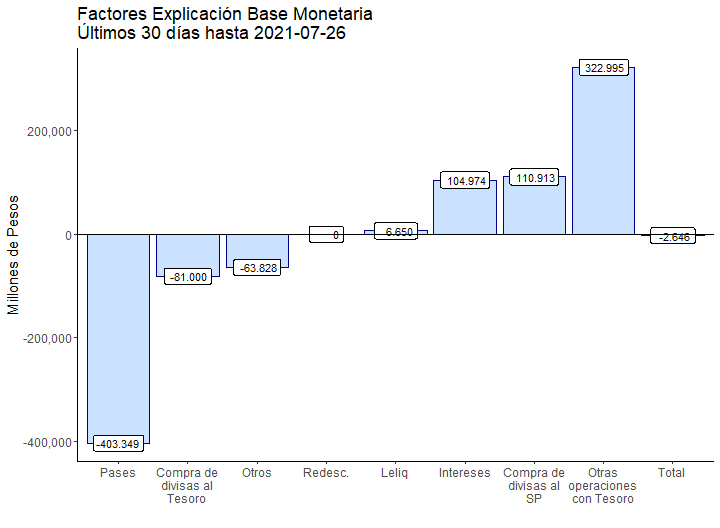 Factores Explicación Base Monetaria
Últimos 30 días hasta 2021-07-26
Millones de Pesos
200,000
0
-200,000
-400,000
-403.349
-81.000
-63.828
0
6.650
104.974
110.913
322.995
-2.646
Pases
Compra de
divisas al
Tesoro
Otros
Redesc.
Leliq
Intereses
Compra de
divisas al
SP
Otras
operaciones
con Tesoro
Total